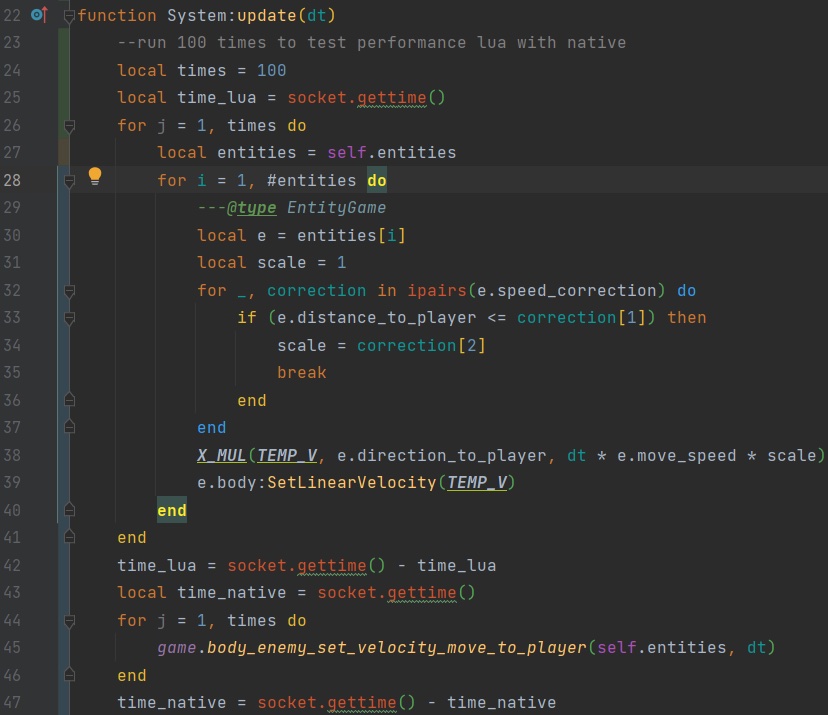 22 function System:update(dt)
23     --run 100 times to test performance lua with native
24     local times = 100
25     local time_lua = socket.gettime()
26     for j = 1, times do
27         local entities = self.entities
28         for i = 1, #entities do
29             ---@type EntityGame
30             local e = entities[i]
31             local scale = 1
32             for _, correction in ipairs(e.speed_correction) do
33                 if (e.distance_to_player <= correction[1]) then
34                     scale = correction[2]
35                     break
36                 end
37             end
38             X_MUL(TEMP_V, e.direction_to_player, dt * e.move_speed * scale)
39             e.body:SetLinearVelocity(TEMP_V)
40         end
41     end
42     time_lua = socket.gettime() - time_lua
43     local time_native = socket.gettime()
44     for j = 1, times do
45         game.body_enemy_set_velocity_move_to_player(self.entities, dt)
46     end
47     time_native = socket.gettime() - time_native